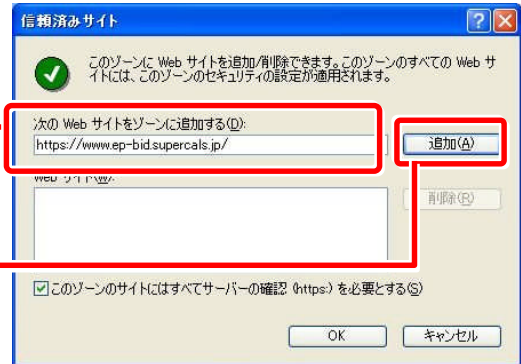 信頼済みサイト
このゾーンに Web サイトを追加/削除できます。このゾーンのすべての Web サ
イトには、このゾーンのセキュリティの設定が適用されます。
次の Web サイトをゾーンに追加する(D):
https://www.ep-bid.supercals.jp/
追加(A)
Web サイト(W):
削除(R)
このゾーンのサイトにはすべてサーバーの確認 (https:) を必要とする(S)
OK
キャンセル